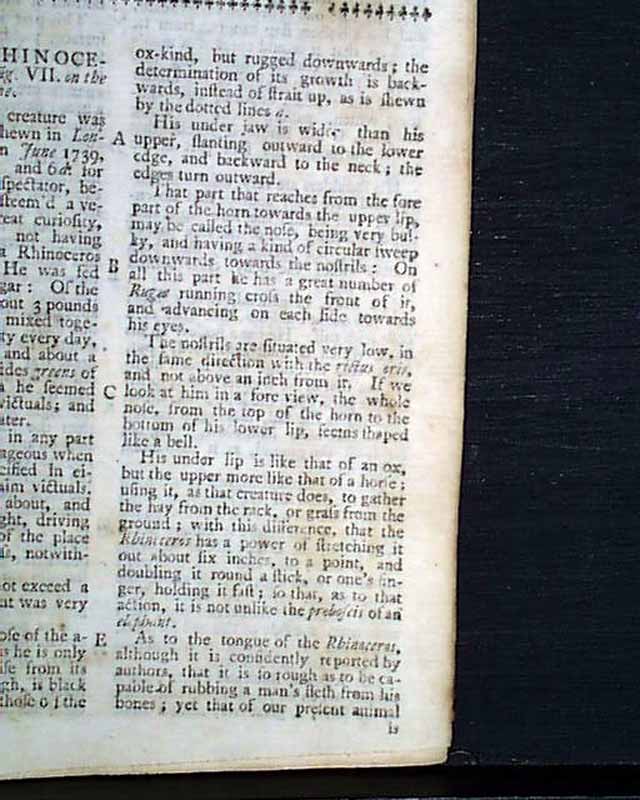 HINOCE-
ig. VII. on the
ne.
creature was
hewn in Lon-
n June 1739,
and 6d. for
spectator, be-
steem'd a ve-
reat curiosity,
not having
a Rhinoceros
He was fed
gar: Of the
out 3 pounds
mixed toge-
ty every day,
and about a
ides greens of
a he seemed
victuals; and
ater.
in any part
ageous when
cified in ei-
aim victuals.
about, and
ght, driving
of the place
ss, notwith-
ot exceed a
ut was very
ose of the a-
s he is only
ise from its
gh, is black
those of the
A
B
C
E
ox-kind, but rugged downwards; the
determination of its growth is back-
wards, inſtead of ſtrait up, as is ſhewn
by the dotted lines a.
His under jaw is wider than his
upper, ſlanting outward to the lower
edge, and backward to the neck; the
edges turn outward.
That part that reaches from the fore
part of the horn towards the upper lip,
may be called the noſe, being very bul-
ky, and having a kind of circular ſweep
downwards towards the noſtrils: On
all this part he has a great number of
Rugæ running croſs the front of it,
and advancing on each ſide towards
his eyes.
The noſtrils are ſituated very low, in
the ſame direction with the rictus oris,
and not above an inch from it. If we
look at him in a fore view, the whole
noſe, from the top of the horn to the
bottom of his lower lip, ſeems ſhaped
like a bell.
His under lip is like that of an ox,
but the upper more like that of a horſe;
uſing it, as that creature does, to gather
the hay from the rack, or graſs from the
ground; with this difference, that the
Rhinoceros has a power of ſtretching it
out about ſix inches, to a point, and
doubling it round a ſtick, or one's fin-
ger, holding it faſt; ſo that, as to that
action, it is not unlike the proboſcis of an
elephant.
As to the tongue of the Rhinoceros,
although it is confidently reported by
authors, that it is ſo rough as to be ca-
pable of rubbing a man's fleſh from his
bones; yet that of our preſent animal
is